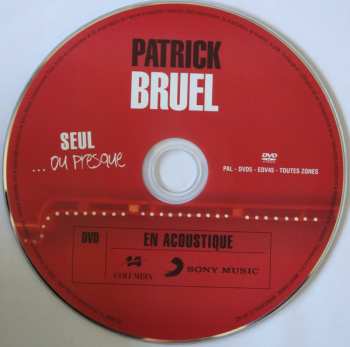 PATRICK
BRUEL
SEUL
...ou presque
DVD
PAL - DVD5 - EDV45 - TOUTES ZONES
DVD
EN ACOUSTIQUE
COLUMBIA
SONY MUSIC